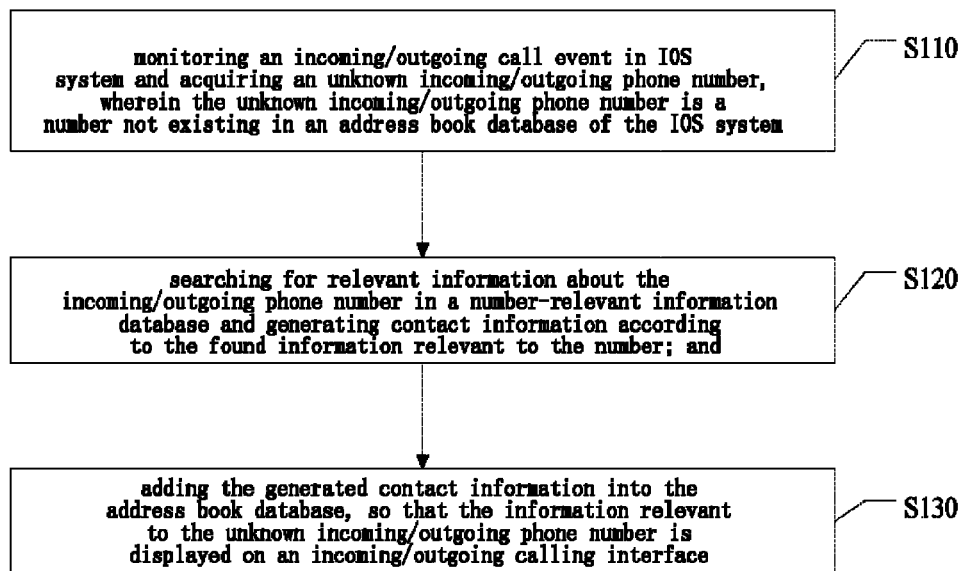 monitoring an incoming/outgoing call event in IOS
system and acquiring an unknown incoming/outgoing phone number,
wherein the unknown incoming/outgoing phone number is a
number not existing in an address book database of the IOS system
S110
searching for relevant information about the
incoming/outgoing phone number in a number-relevant information
database and generating contact information according
to the found information relevant to the number; and
S120
adding the generated contact information into the
address book database, so that the information relevant
to the unknown incoming/outgoing phone number is
displayed on an incoming/outgoing calling interface
S130